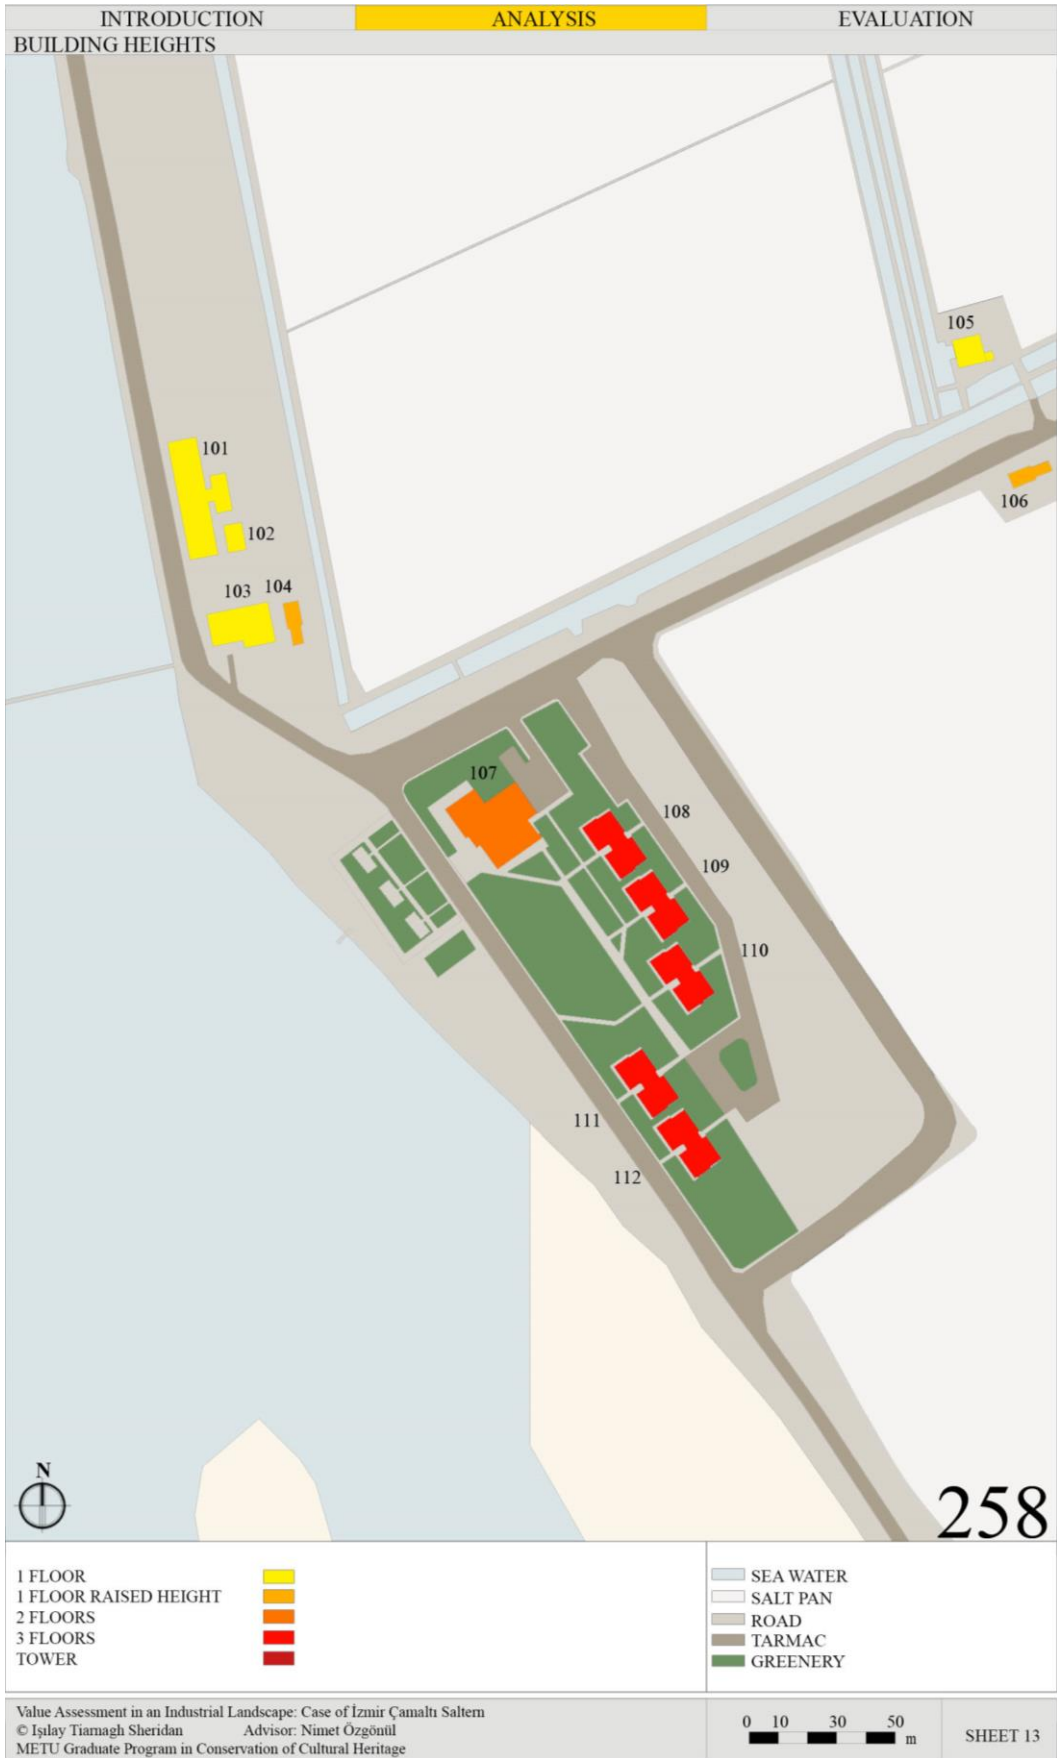 INTRODUCTION ANALYSIS EVALUATION
BUILDING HEIGHTS
105
101
106
102
103 104
107
108
109
110
111
112
N
258
1 FLOOR
1 FLOOR RAISED HEIGHT
2 FLOORS
3 FLOORS
TOWER
SEA WATER
SALT PAN
ROAD
TARMAC
GREENERY
Value Assessment in an Industrial Landscape: Case of İzmir Çamaltı Saltern
© Işılay Tiarnagh Sheridan Advisor: Nimet Özgönül
METU Graduate Program in Conservation of Cultural Heritage
0 10 30 50
m
SHEET 13